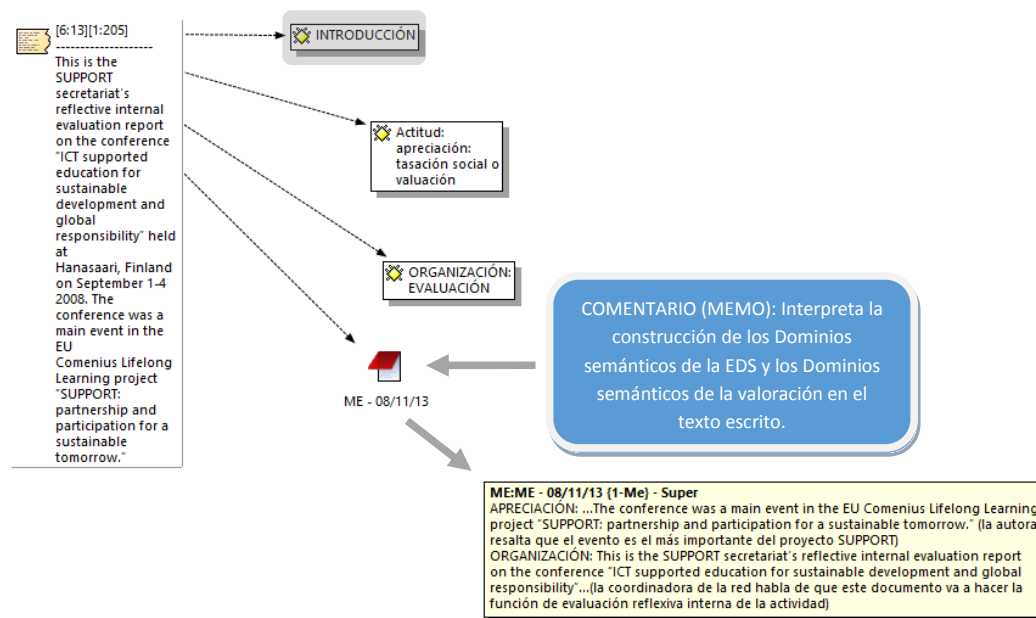 [6:13][1:205]
--------------------
This is the
SUPPORT
secretariat's
reflective internal
evaluation report
on the conference
"ICT supported
education for
sustainable
development and
global
responsibility" held
at
Hanasaari, Finland
on September 1-4
2008. The
conference was a
main event in the
EU
Comenius Lifelong
Learning project
"SUPPORT:
partnership and
participation for a
sustainable
tomorrow."
INTRODUCCIÓN
Actitud:
apreciación:
tasación social o
valuación
ORGANIZACIÓN:
EVALUACIÓN
ME - 08/11/13
COMENTARIO (MEMO): Interpreta la
construcción de los Dominios
semánticos de la EDS y los Dominios
semánticos de la valoración en el
texto escrito.
ME:ME - 08/11/13 {1-Me} - Super
APRECIACIÓN: ...The conference was a main event in the EU Comenius Lifelong Learning
project "SUPPORT: partnership and participation for a sustainable tomorrow." (la autora
resalta que el evento es el más importante del proyecto SUPPORT)
ORGANIZACIÓN: This is the SUPPORT secretariat's reflective internal evaluation report
on the conference "ICT supported education for sustainable development and global
responsibility"...(la coordinadora de la red habla de que este documento va a hacer la
función de evaluación reflexiva interna de la actividad)